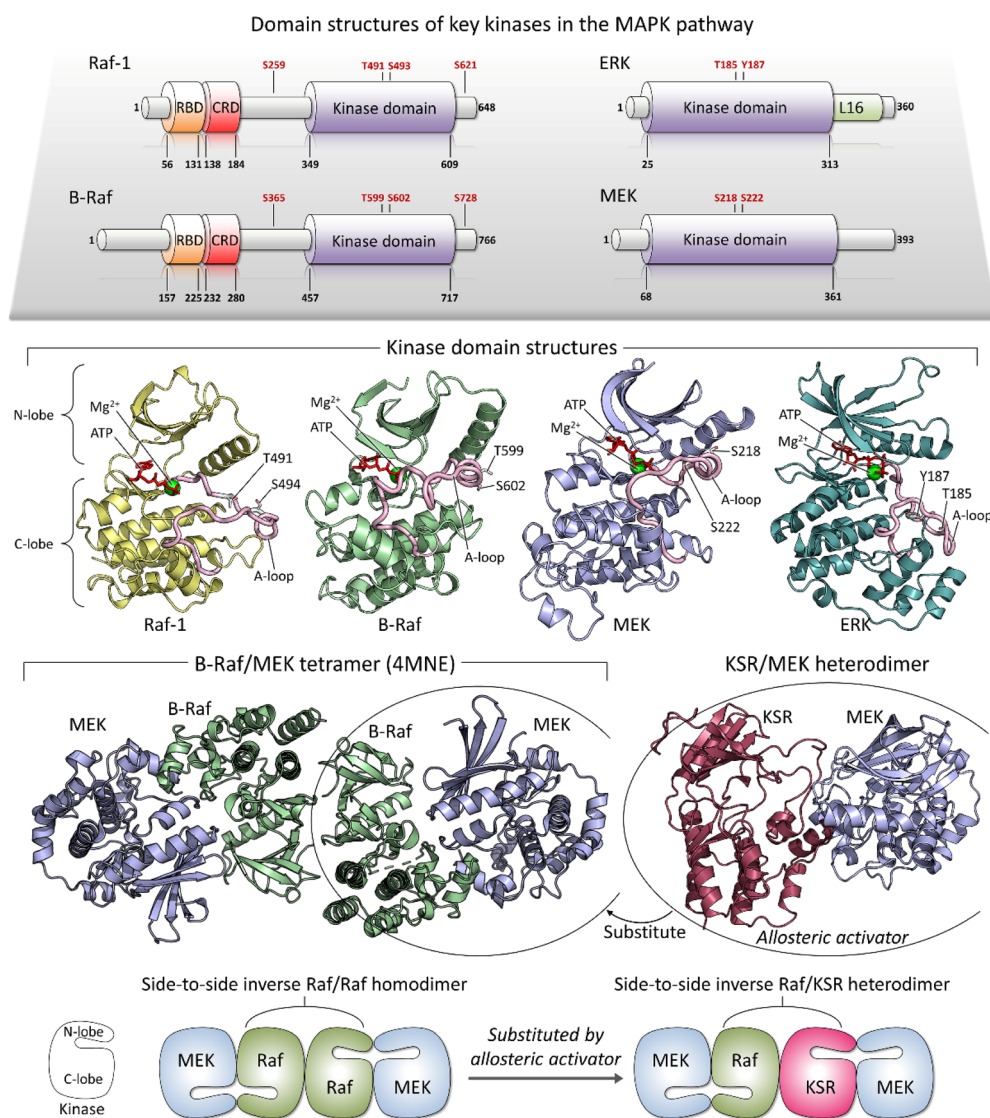 Domain structures of key kinases in the MAPK pathway
Raf-1
S259
T491 S493
S621
1
RBD
CRD
Kinase domain
648
56
131
138
184
349
609
ERK
T185 Y187
1
Kinase domain
L16
360
25
313
B-Raf
S365
T599 S602
S728
1
RBD
CRD
Kinase domain
766
157
225
232
280
457
717
MEK
S218 S222
1
Kinase domain
393
68
361
Kinase domain structures
N-lobe
C-lobe
Mg²⁺
ATP
T491
S494
A-loop
Raf-1
Mg²⁺
ATP
T599
S602
A-loop
B-Raf
ATP
Mg²⁺
S218
A-loop
S222
MEK
ATP
Mg²⁺
Y187
T185
A-loop
ERK
B-Raf/MEK tetramer (4MNE)
MEK
B-Raf
B-Raf
MEK
KSR/MEK heterodimer
KSR
MEK
Substitute
Allosteric activator
Side-to-side inverse Raf/Raf homodimer
Side-to-side inverse Raf/KSR heterodimer
N-lobe
C-lobe
Kinase
MEK
Raf
Raf
MEK
Substituted by
allosteric activator
MEK
Raf
KSR
MEK